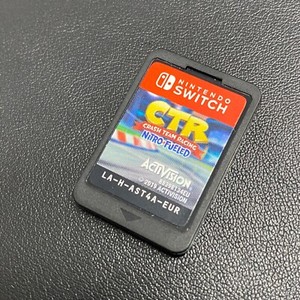 NINTENDO
SWITCH
CTR
CRASH TEAM RACING
NITRO-FUELED
ACTIVISION
© 2019 ACTIVISION
LA-H-AST4A-EUR